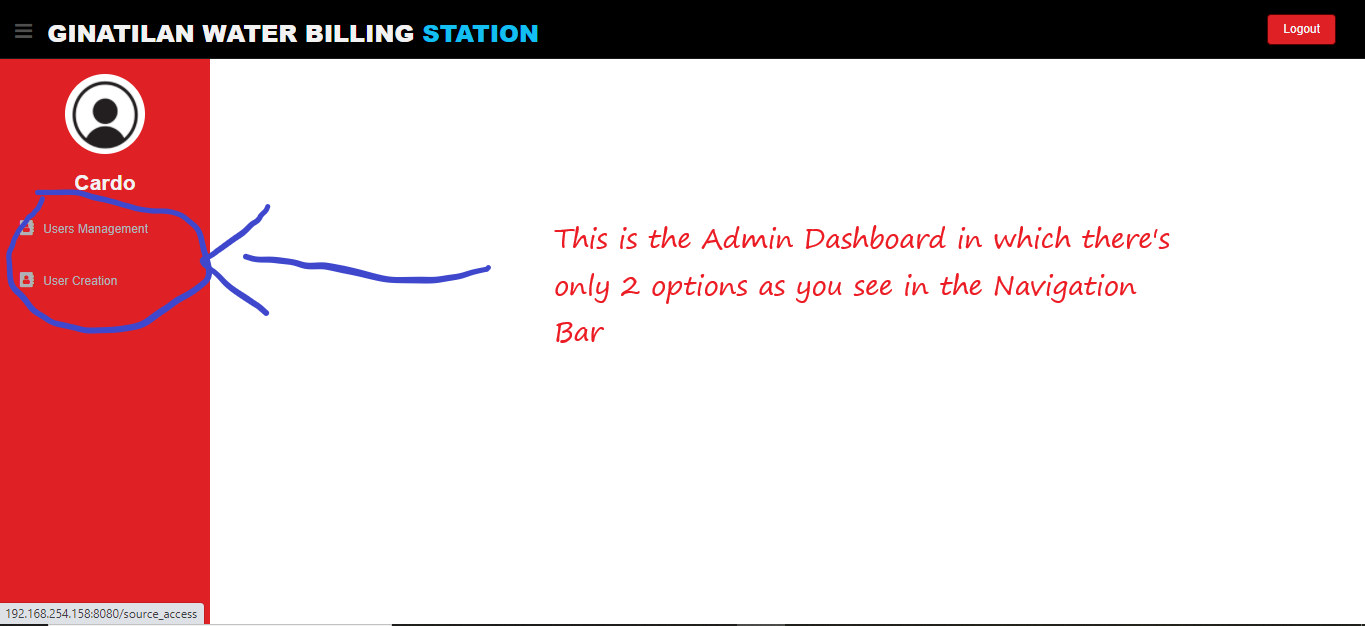 GINATILAN WATER BILLING STATION
Logout
Cardo
Users Management
User Creation
This is the Admin Dashboard in which there's
only 2 options as you see in the Navigation
Bar
192.168.254.158:8080/source_access